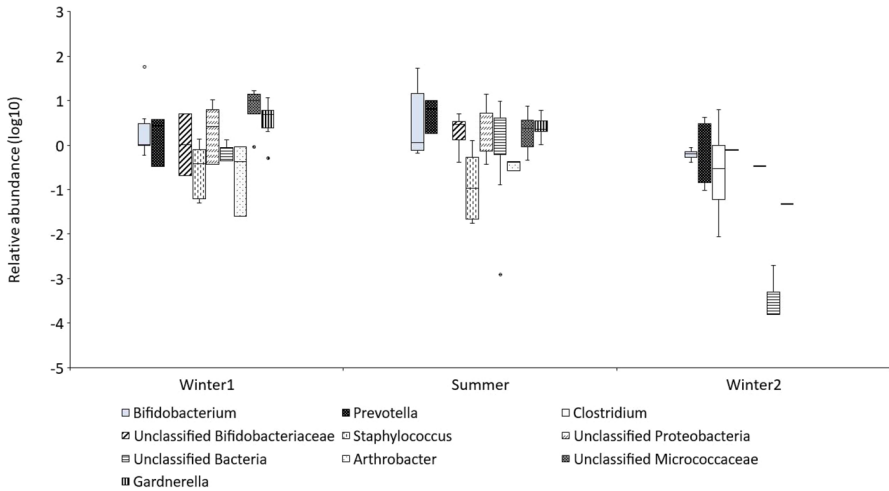 Relative abundance (log10)
3
2
1
0
-1
-2
-3
-4
-5
Winter1 Summer Winter2
Bifidobacterium Prevotella Clostridium
Unclassified Bifidobacteriaceae Staphylococcus Unclassified Proteobacteria
Unclassified Bacteria Arthrobacter Unclassified Micrococcaceae
Gardnerella